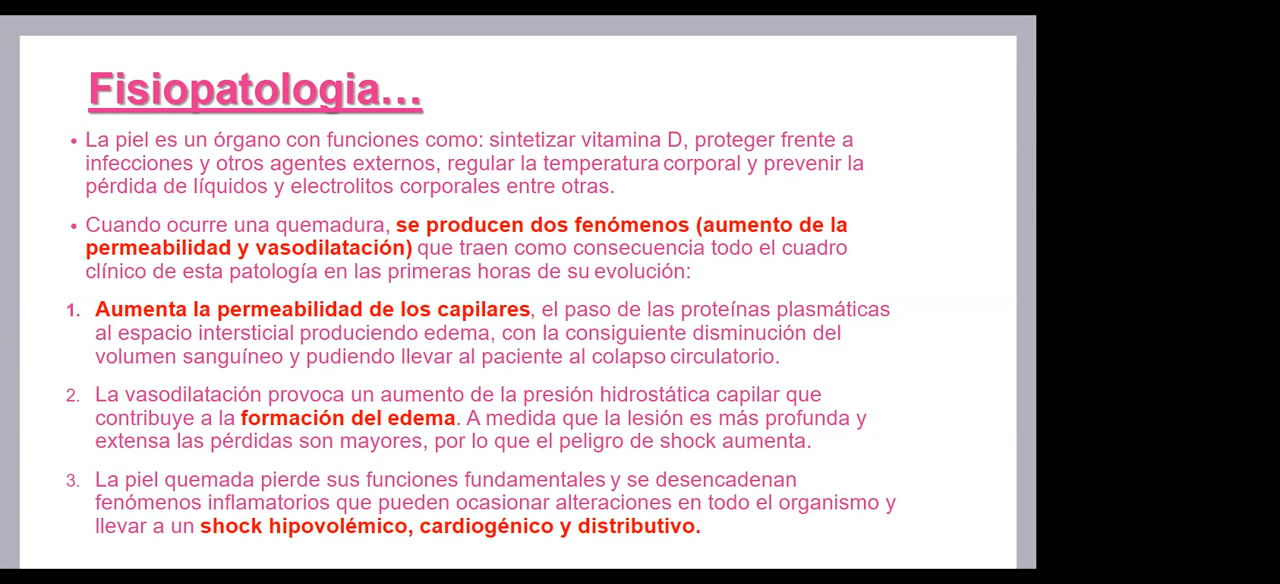 Fisiopatologia...
• La piel es un órgano con funciones como: sintetizar vitamina D, proteger frente a
infecciones y otros agentes externos, regular la temperatura corporal y prevenir la
pérdida de líquidos y electrolitos corporales entre otras.
• Cuando ocurre una quemadura, se producen dos fenómenos (aumento de la
permeabilidad y vasodilatación) que traen como consecuencia todo el cuadro
clínico de esta patología en las primeras horas de su evolución:
1. Aumenta la permeabilidad de los capilares, el paso de las proteínas plasmáticas
al espacio intersticial produciendo edema, con la consiguiente disminución del
volumen sanguíneo y pudiendo llevar al paciente al colapso circulatorio.
2. La vasodilatación provoca un aumento de la presión hidrostática capilar que
contribuye a la formación del edema. A medida que la lesión es más profunda y
extensa las pérdidas son mayores, por lo que el peligro de shock aumenta.
3. La piel quemada pierde sus funciones fundamentales y se desencadenan
fenómenos inflamatorios que pueden ocasionar alteraciones en todo el organismo y
llevar a un shock hipovolémico, cardiogénico y distributivo.